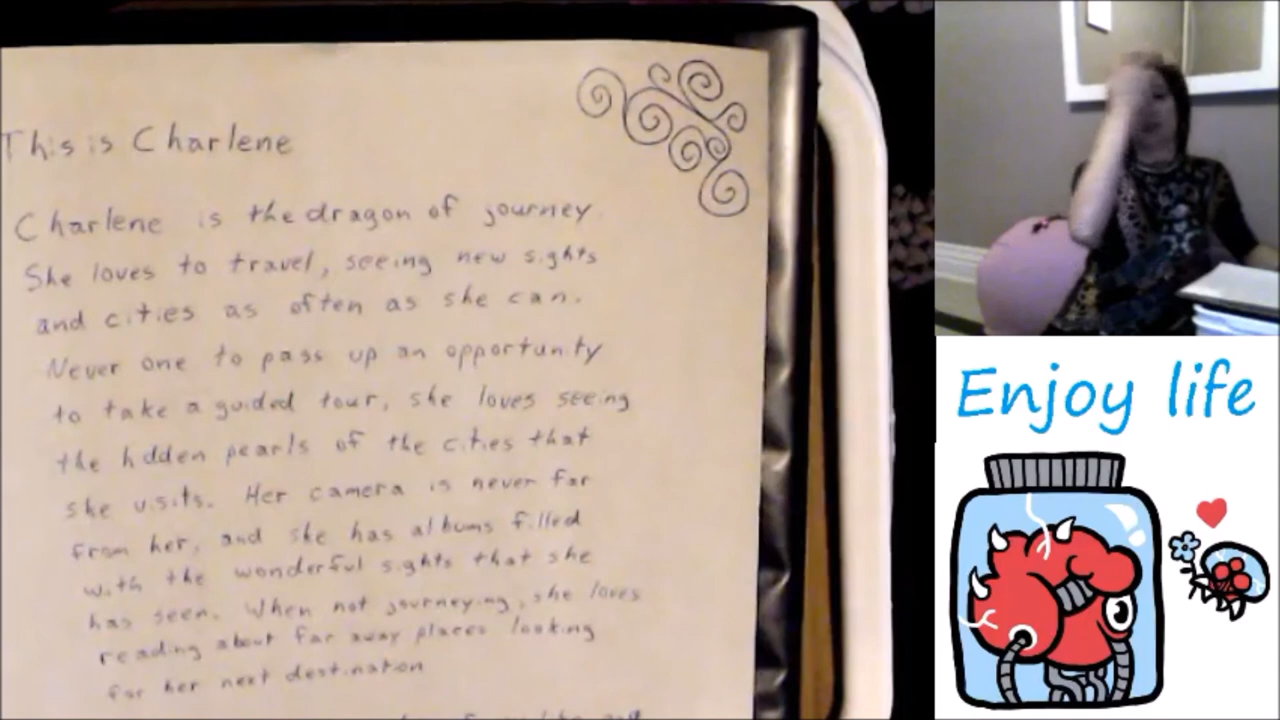 This is Charlene
Charlene is the dragon of journey.
She loves to travel, seeing new sights
and cities as often as she can.
Never one to pass up an opportunity
to take a guided tour, she loves seeing
the hidden pearls of the cities that
she visits. Her camera is never far
from her, and she has albums filled
with the wonderful sights that she
has seen. When not journeying, she loves
reading about far away places looking
for her next destination
Enjoy life